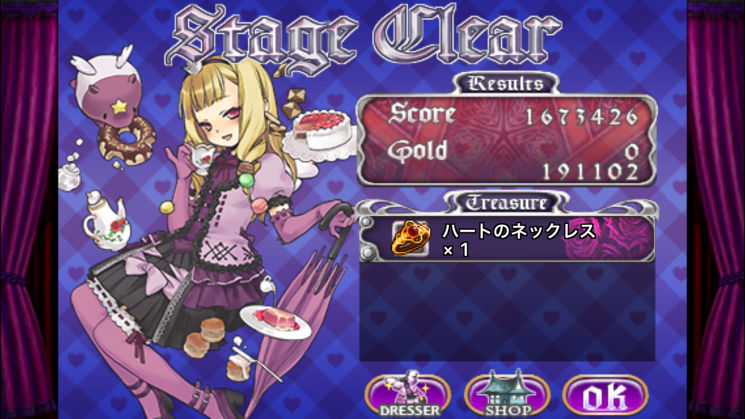 Stage Clear
Results
Score 1673426
Gold 0
191102
Treasure
ハートのネックレス
×1
DRESSER
SHOP
OK